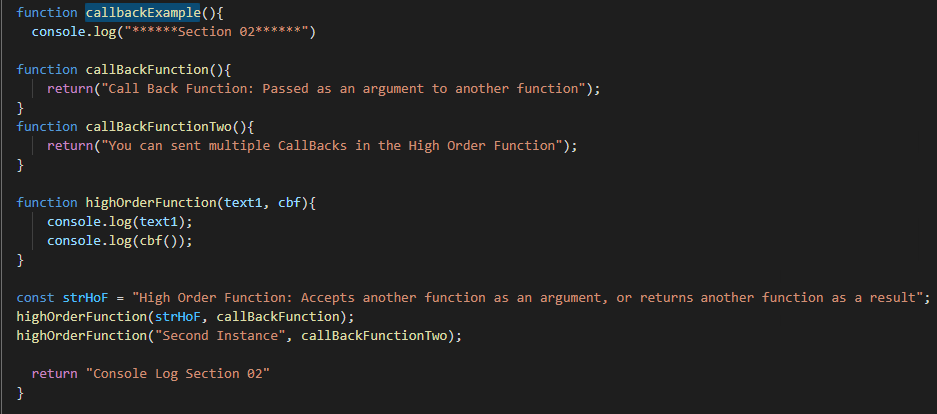 function callbackExample(){
  console.log("******Section 02******")

function callBackFunction(){
    return("Call Back Function: Passed as an argument to another function");
}
function callBackFunctionTwo(){
    return("You can sent multiple CallBacks in the High Order Function");
}

function highOrderFunction(text1, cbf){
    console.log(text1);
    console.log(cbf());
}

const strHoF = "High Order Function: Accepts another function as an argument, or returns another function as a result";
highOrderFunction(strHoF, callBackFunction);
highOrderFunction("Second Instance", callBackFunctionTwo);

  return "Console Log Section 02"
}